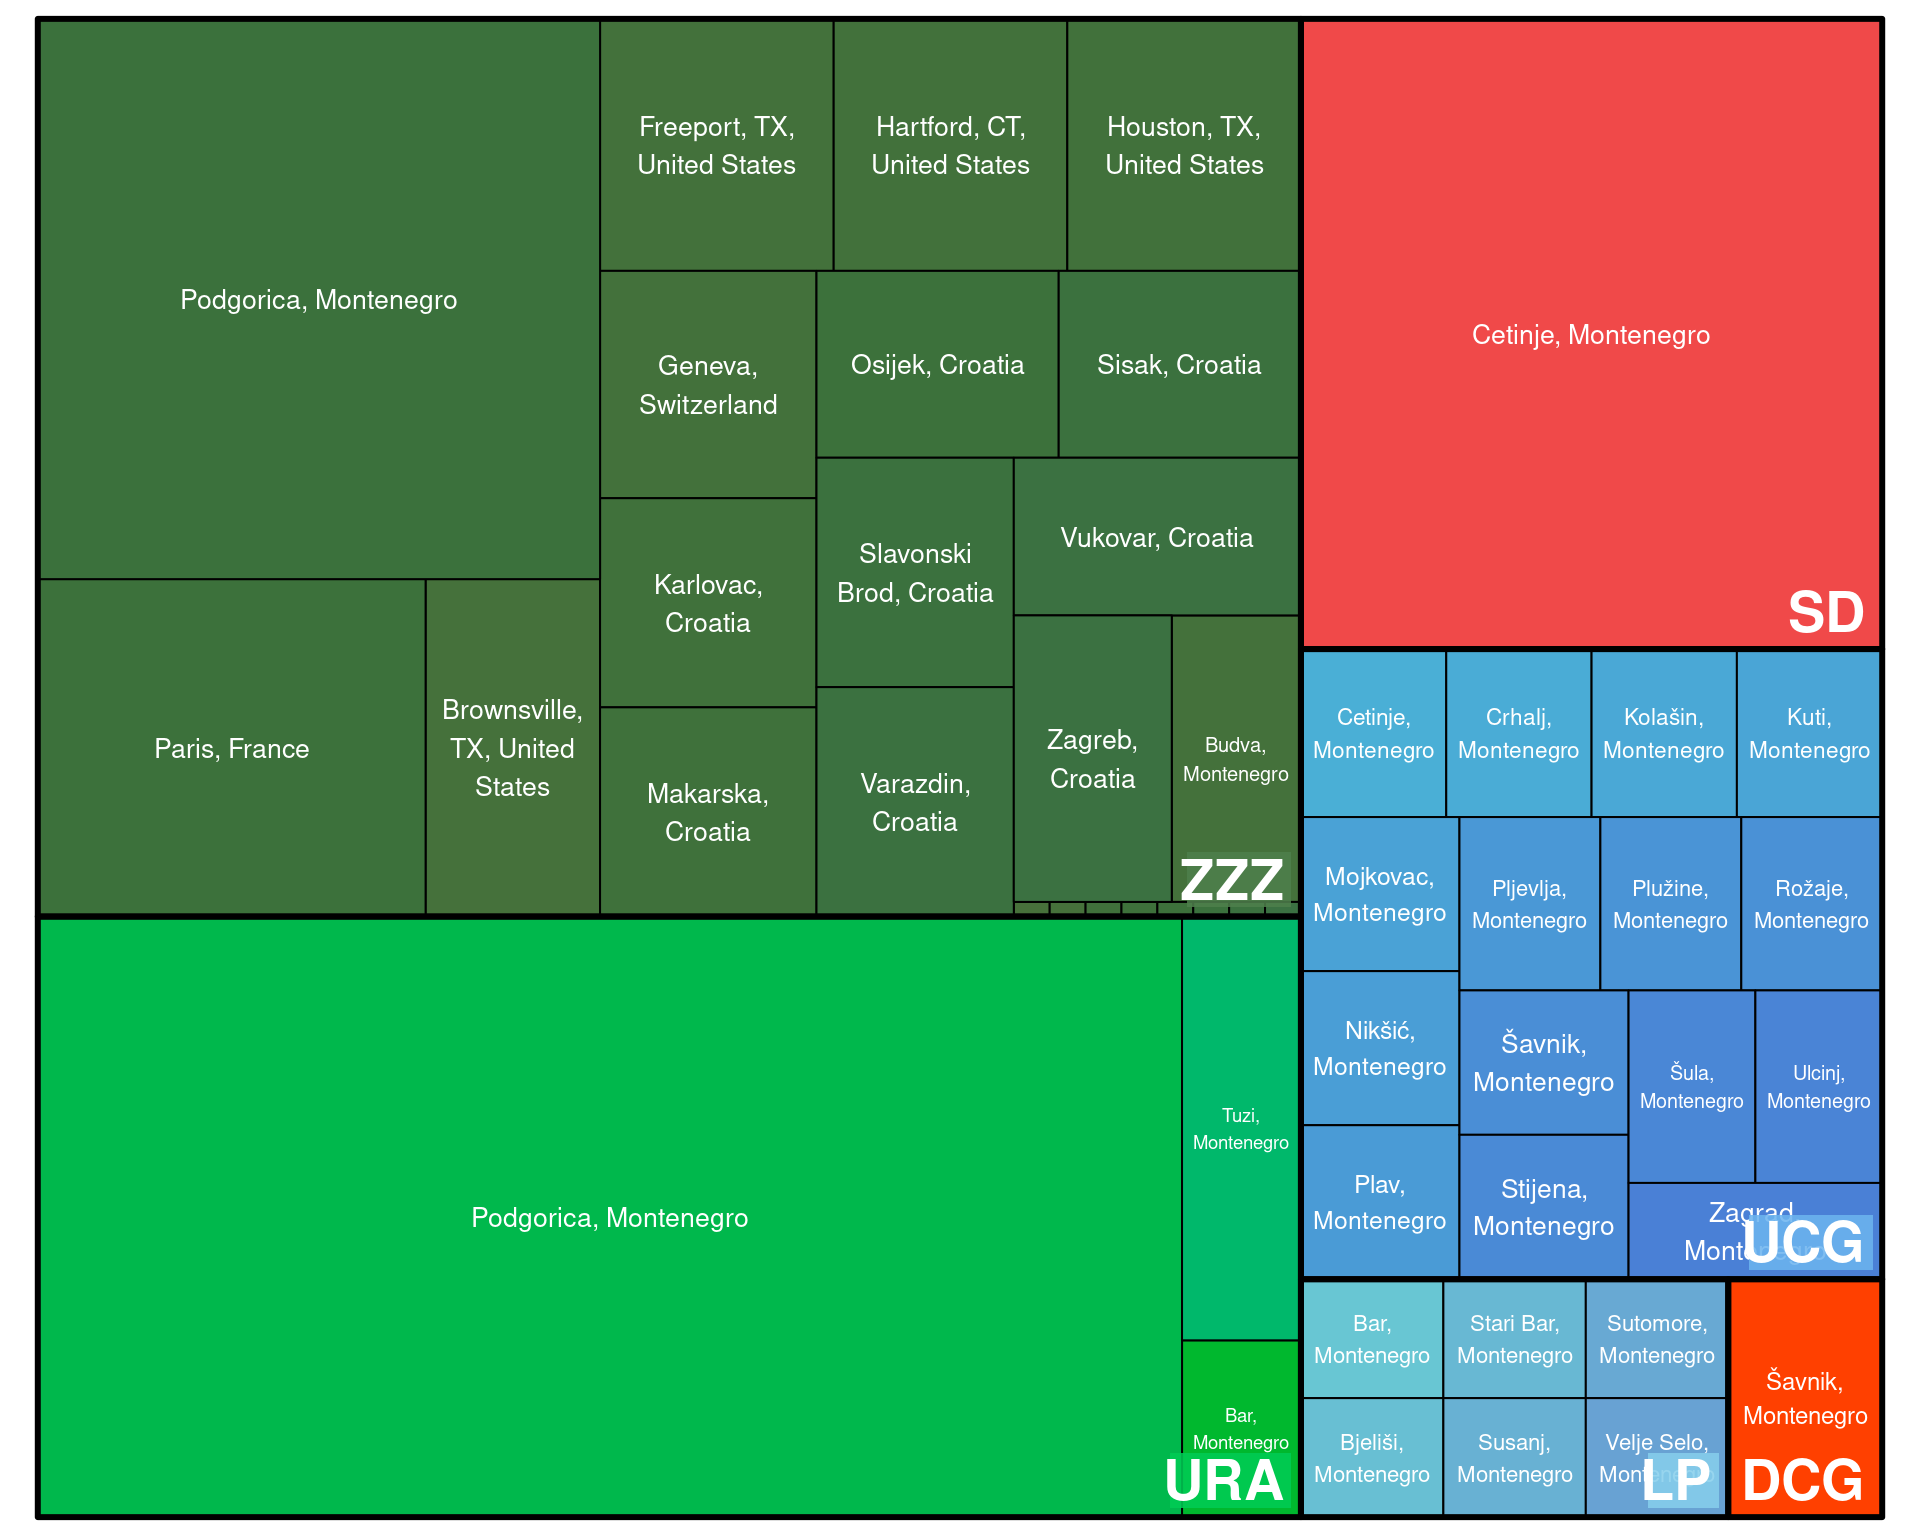 Podgorica, Montenegro
Freeport, TX,
United States
Hartford, CT,
United States
Houston, TX,
United States
Geneva,
Switzerland
Osijek, Croatia
Sisak, Croatia
Karlovac,
Croatia
Slavonski
Brod, Croatia
Vukovar, Croatia
Paris, France
Brownsville,
TX, United
States
Makarska,
Croatia
Varazdin,
Croatia
Zagreb,
Croatia
Budva,
Montenegro
ZZZ
Podgorica, Montenegro
Tuzi,
Montenegro
Bar,
Montenegro
URA
Cetinje, Montenegro
SD
Cetinje,
Montenegro
Crhalj,
Montenegro
Kolašin,
Montenegro
Kuti,
Montenegro
Mojkovac,
Montenegro
Pljevlja,
Montenegro
Plužine,
Montenegro
Rožaje,
Montenegro
Nikšić,
Montenegro
Šavnik,
Montenegro
Šula,
Montenegro
Ulcinj,
Montenegro
Plav,
Montenegro
Stijena,
Montenegro
Zagrad,
Montenegro
UCG
Bar,
Montenegro
Stari Bar,
Montenegro
Sutomore,
Montenegro
Bjeliši,
Montenegro
Susanj,
Montenegro
Velje Selo,
Montenegro
LP
Šavnik,
Montenegro
DCG